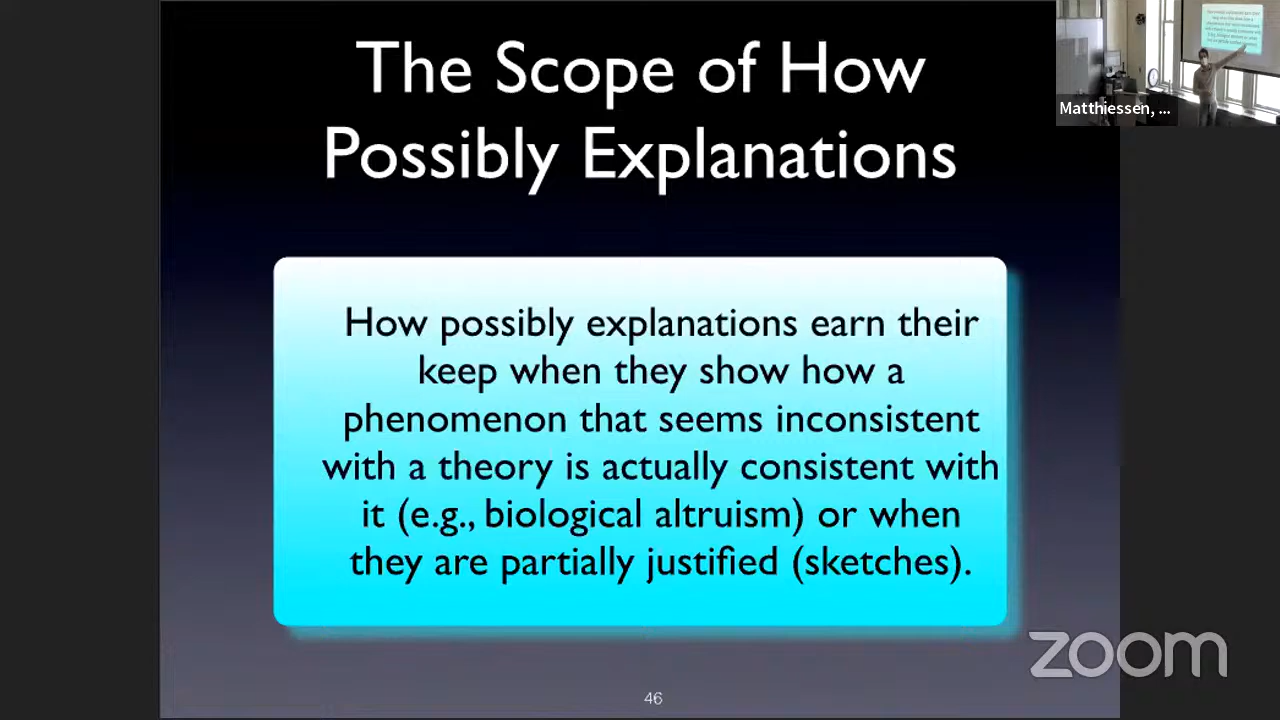 The Scope of How
Possibly Explanations
Matthiessen, ...
How possibly explanations earn their
keep when they show how a
phenomenon that seems inconsistent
with a theory is actually consistent with
it (e.g., biological altruism) or when
they are partially justified (sketches).
zoom
46